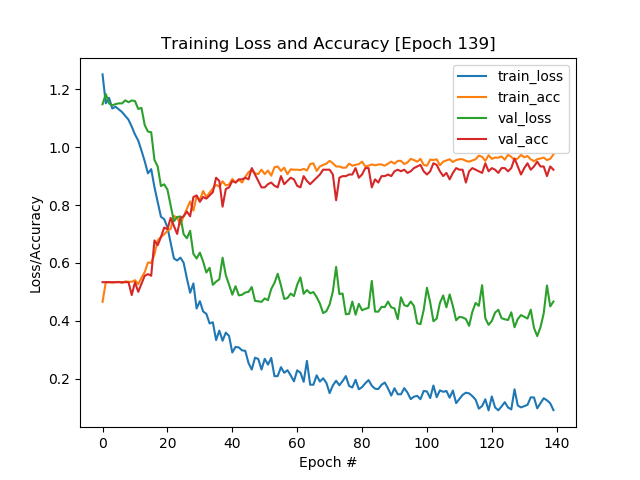 Training Loss and Accuracy [Epoch 139]
train_loss
train_acc
val_loss
val_acc
Loss/Accuracy
1.2
1.0
0.8
0.6
0.4
0.2
0 20 40 60 80 100 120 140
Epoch #